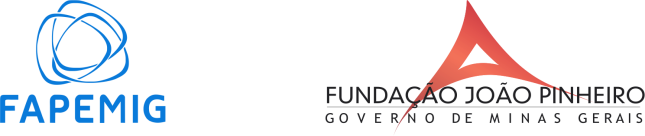 FAPEMIG
FUNDAÇÃO JOÃO PINHEIRO
GOVERNO DE MINAS GERAIS